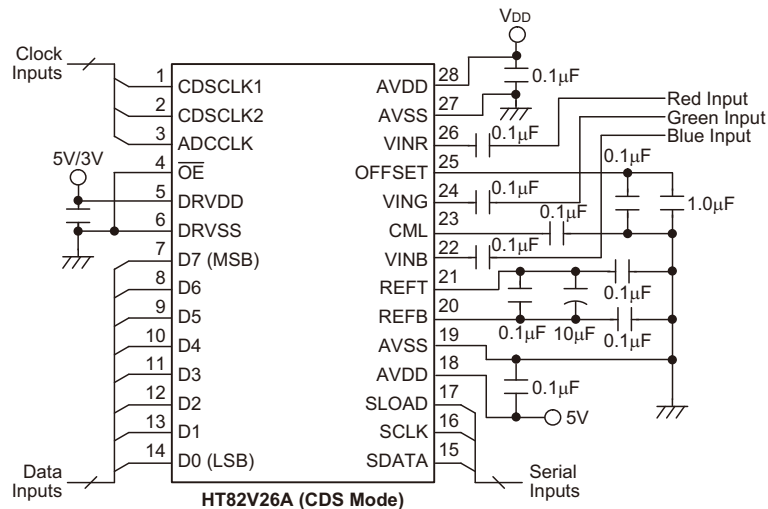 VDD
Clock
Inputs
1 CDSCLK1
2 CDSCLK2
3 ADCCLK
4 OE
5 DRVDD
6 DRVSS
7 D7 (MSB)
8 D6
9 D5
10 D4
11 D3
12 D2
13 D1
14 D0 (LSB)
5V/3V
Data
Inputs
AVDD 28
AVSS 27
VINR 26
OFFSET 25
VING 24
CML 23
VINB 22
REFT 21
REFB 20
AVSS 19
AVDD 18
SLOAD 17
SCLK 16
SDATA 15
0.1μF
Red Input
Green Input
Blue Input
0.1μF
0.1μF
0.1μF
0.1μF
1.0μF
0.1μF
0.1μF
0.1μF
10μF
0.1μF
0.1μF
5V
Serial
Inputs
HT82V26A (CDS Mode)